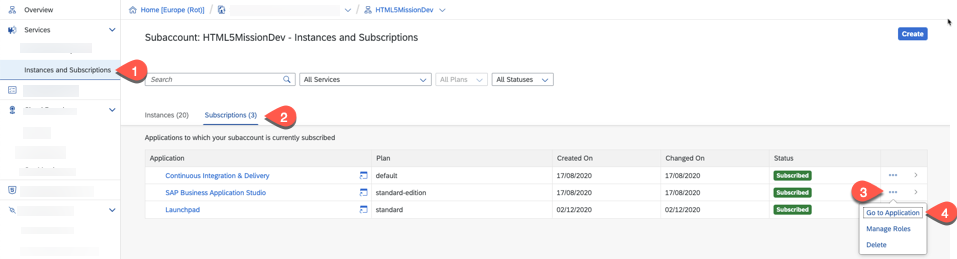 Overview
Home [Europe (Rot)] / / HTML5MissionDev
Services
Subaccount: HTML5MissionDev - Instances and Subscriptions
Create
Instances and Subscriptions
1
Search
All Services
All Plans
All Statuses
Instances (20)
Subscriptions (3)
2
Applications to which your subaccount is currently subscribed
Application Plan Created On Changed On Status
Continuous Integration & Delivery default 17/08/2020 17/08/2020 Subscribed
SAP Business Application Studio standard-edition 17/08/2020 17/08/2020 Subscribed
3
Launchpad standard 02/12/2020 02/12/2020 Subscribed
Go to Application
4
Manage Roles
Delete